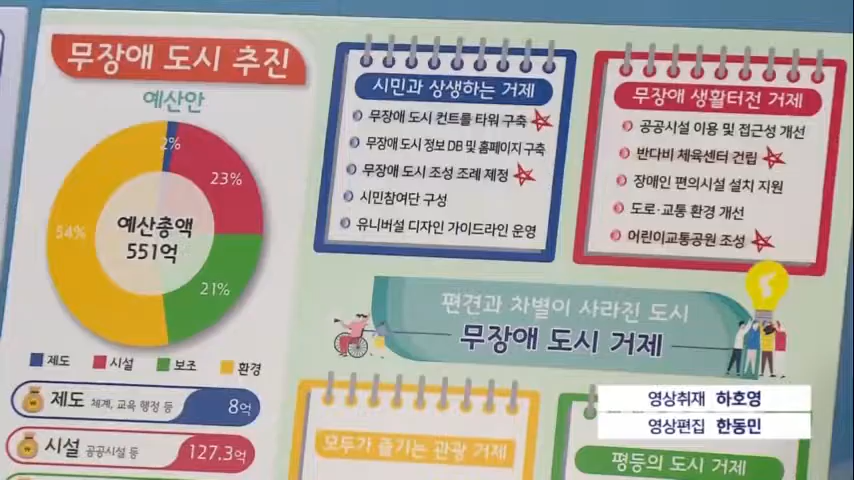 무장애 도시 추진
예산안
2%
23%
54%
예산총액
551억
21%
제도
시설
보조
환경
제도 체계, 교육 행정 등 8억
시설 공공시설 등 127.3억
시민과 상생하는 거제
무장애 도시 컨트롤 타워 구축
무장애 도시 정보 DB 및 홈페이지 구축
무장애 도시 조성 조례 제정
시민참여단 구성
유니버설 디자인 가이드라인 운영
무장애 생활터전 거제
공공시설 이용 및 접근성 개선
반다비 체육센터 건립
장애인 편의시설 설치 지원
도로·교통 환경 개선
어린이교통공원 조성
편견과 차별이 사라진 도시
무장애 도시 거제
모두가 즐기는 관광 거제
평등의 도시 거제
영상취재 하호영
영상편집 한동민